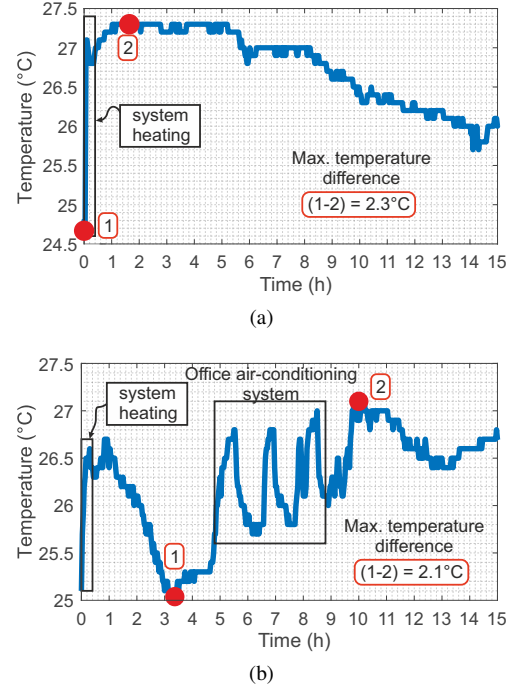 27.5
27
26.5
26
25.5
25
24.5
Temperature (°C)
2
system
heating
1
Max. temperature
difference
(1-2) = 2.3°C
0 1 2 3 4 5 6 7 8 9 10 11 12 13 14 15
Time (h)
(a)
27.5
27
26.5
26
25.5
25
Temperature (°C)
system
heating
Office air-conditioning
system
2
1
Max. temperature
difference
(1-2) = 2.1°C
0 1 2 3 4 5 6 7 8 9 10 11 12 13 14 15
Time (h)
(b)